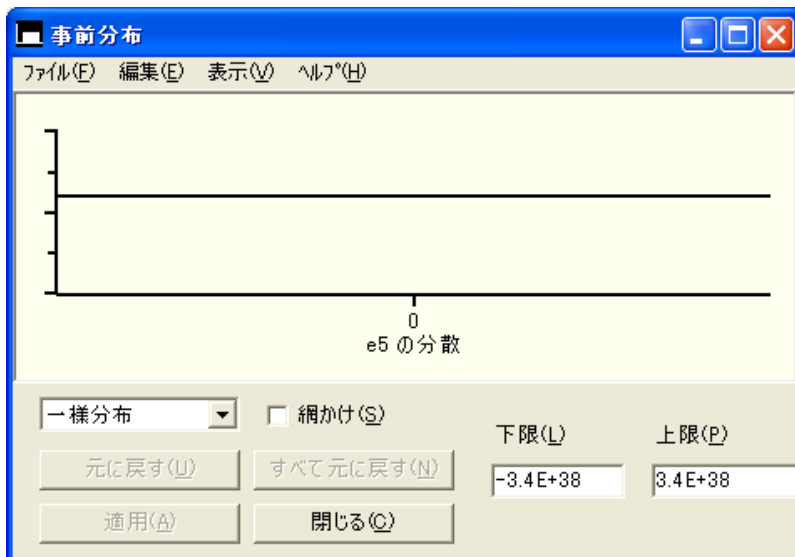 事前分布
ファイル(F) 編集(E) 表示(V) ヘルプ(H)
0
e5 の分散
一様分布
網かけ(S)
下限(L)
上限(P)
元に戻す(U)
すべて元に戻す(N)
-3.4E+38
3.4E+38
適用(A)
閉じる(C)